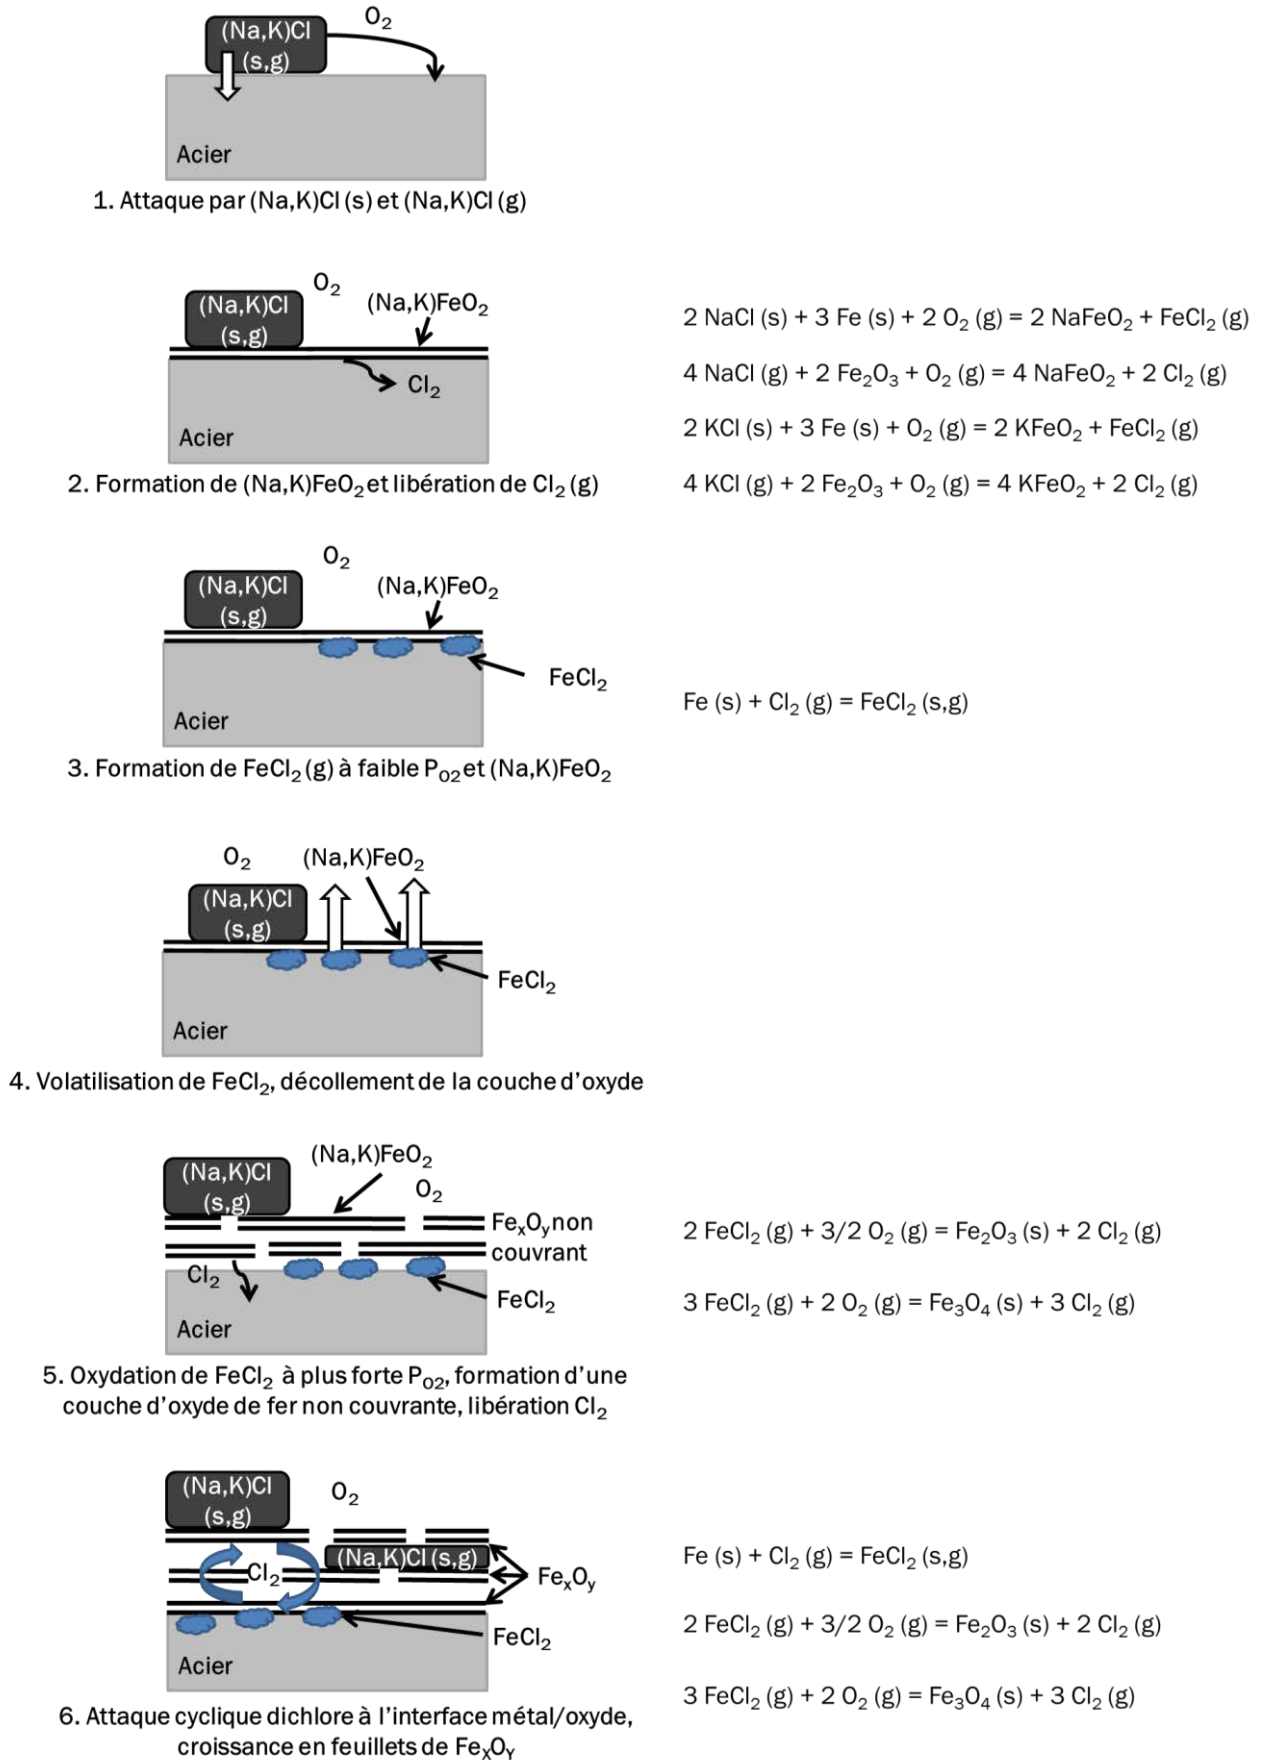 O₂
(Na,K)Cl
(s,g)
Acier
1. Attaque par (Na,K)Cl (s) et (Na,K)Cl (g)
O₂
(Na,K)Cl
(s,g)
(Na,K)FeO₂
Cl₂
Acier
2. Formation de (Na,K)FeO₂ et libération de Cl₂ (g)
2 NaCl (s) + 3 Fe (s) + 2 O₂ (g) = 2 NaFeO₂ + FeCl₂ (g)
4 NaCl (g) + 2 Fe₂O₃ + O₂ (g) = 4 NaFeO₂ + 2 Cl₂ (g)
2 KCl (s) + 3 Fe (s) + O₂ (g) = 2 KFeO₂ + FeCl₂ (g)
4 KCl (g) + 2 Fe₂O₃ + O₂ (g) = 4 KFeO₂ + 2 Cl₂ (g)
O₂
(Na,K)Cl
(s,g)
(Na,K)FeO₂
FeCl₂
Acier
3. Formation de FeCl₂ (g) à faible P_O2 et (Na,K)FeO₂
Fe (s) + Cl₂ (g) = FeCl₂ (s,g)
O₂
(Na,K)FeO₂
(Na,K)Cl
(s,g)
FeCl₂
Acier
4. Volatilisation de FeCl₂, décollement de la couche d'oxyde
(Na,K)FeO₂
(Na,K)Cl
(s,g)
O₂
FeₓOᵧ non
couvrant
Cl₂
FeCl₂
Acier
5. Oxydation de FeCl₂ à plus forte P_O2, formation d'une
couche d'oxyde de fer non couvrante, libération Cl₂
2 FeCl₂ (g) + 3/2 O₂ (g) = Fe₂O₃ (s) + 2 Cl₂ (g)
3 FeCl₂ (g) + 2 O₂ (g) = Fe₃O₄ (s) + 3 Cl₂ (g)
(Na,K)Cl
(s,g)
O₂
(Na,K)Cl (s,g)
Cl₂
FeₓOᵧ
FeCl₂
Acier
6. Attaque cyclique dichlore à l'interface métal/oxyde,
croissance en feuillets de FeₓOᵧ
Fe (s) + Cl₂ (g) = FeCl₂ (s,g)
2 FeCl₂ (g) + 3/2 O₂ (g) = Fe₂O₃ (s) + 2 Cl₂ (g)
3 FeCl₂ (g) + 2 O₂ (g) = Fe₃O₄ (s) + 3 Cl₂ (g)